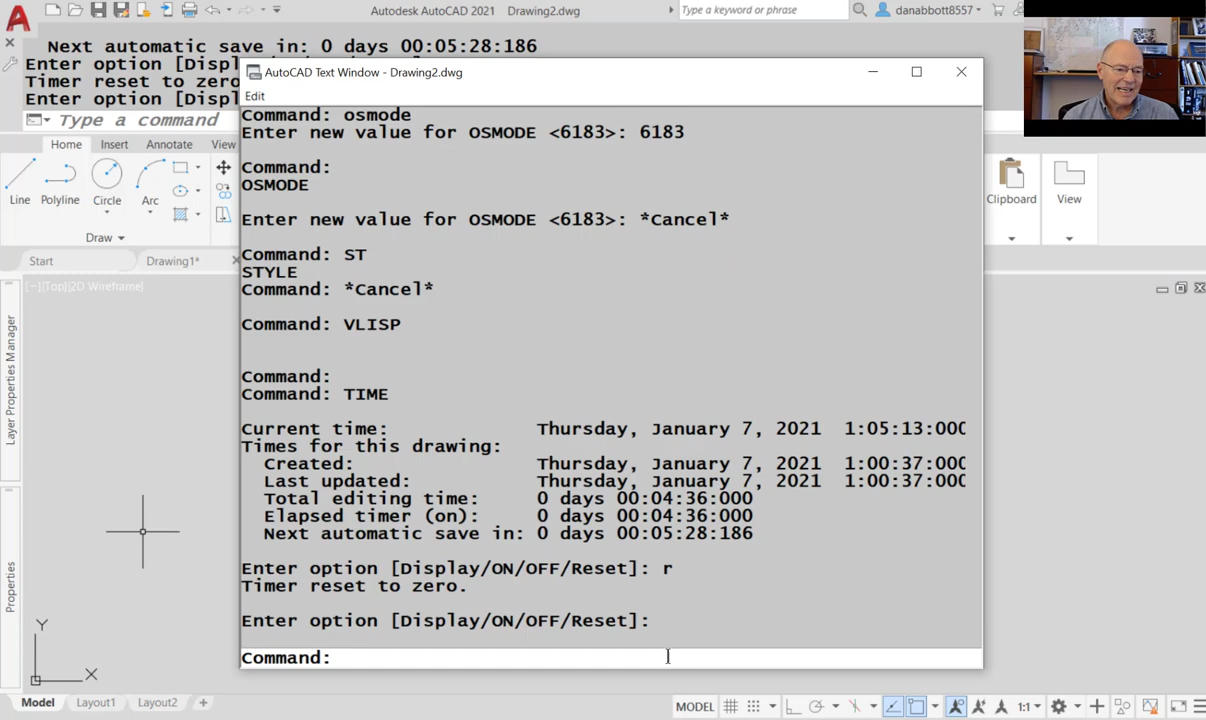 Autodesk AutoCAD 2021 Drawing2.dwg
Type a keyword or phrase
danabbott8557
Next automatic save in: 0 days 00:05:28:186
Enter option [Disp
Timer reset to zero
Enter option [Disp
Type a command
Home Insert Annotate View
Line Polyline Circle Arc
Draw
Clipboard View
Start Drawing1*
[−][Top][2D Wireframe]
Layer Properties Manager
Properties
AutoCAD Text Window - Drawing2.dwg
Edit
Command: osmode
Enter new value for OSMODE <6183>: 6183
Command:
OSMODE
Enter new value for OSMODE <6183>: *Cancel*
Command: ST
STYLE
Command: *Cancel*
Command: VLISP
Command:
Command: TIME
Current time: Thursday, January 7, 2021 1:05:13:000
Times for this drawing:
Created: Thursday, January 7, 2021 1:00:37:000
Last updated: Thursday, January 7, 2021 1:00:37:000
Total editing time: 0 days 00:04:36:000
Elapsed timer (on): 0 days 00:04:36:000
Next automatic save in: 0 days 00:05:28:186
Enter option [Display/ON/OFF/Reset]: r
Timer reset to zero.
Enter option [Display/ON/OFF/Reset]:
Command:
Y
X
Model Layout1 Layout2 +
MODEL 1:1